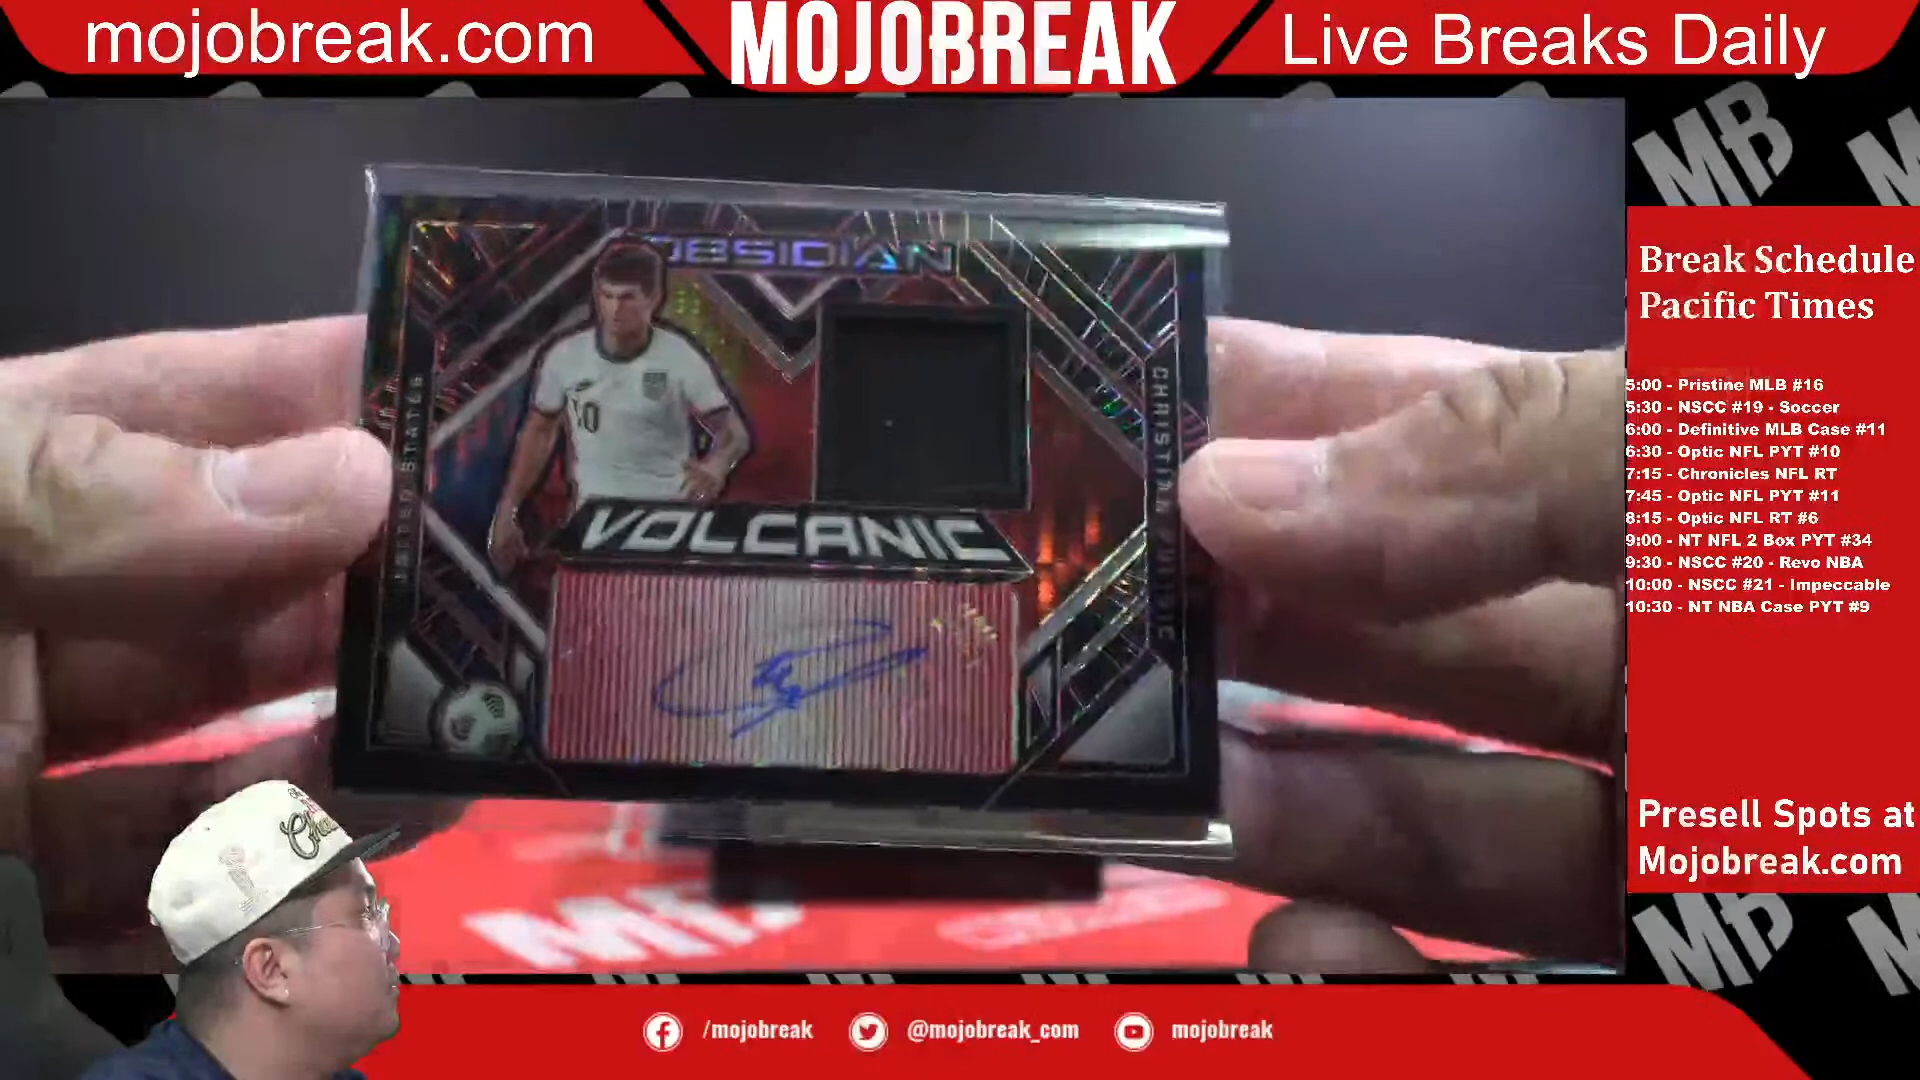 mojobreak.com
MOJOBREAK
Live Breaks Daily
OBSIDIAN
UNITED STATES
10
CHRISTIAN PULISIC
VOLCANIC
Break Schedule
Pacific Times
5:00 - Pristine MLB #16
5:30 - NSCC #19 - Soccer
6:00 - Definitive MLB Case #11
6:30 - Optic NFL PYT #10
7:15 - Chronicles NFL RT
7:45 - Optic NFL PYT #11
8:15 - Optic NFL RT #6
9:00 - NT NFL 2 Box PYT #34
9:30 - NSCC #20 - Revo NBA
10:00 - NSCC #21 - Impeccable
10:30 - NT NBA Case PYT #9
Presell Spots at
Mojobreak.com
MB
MB
/mojobreak
@mojobreak_com
mojobreak